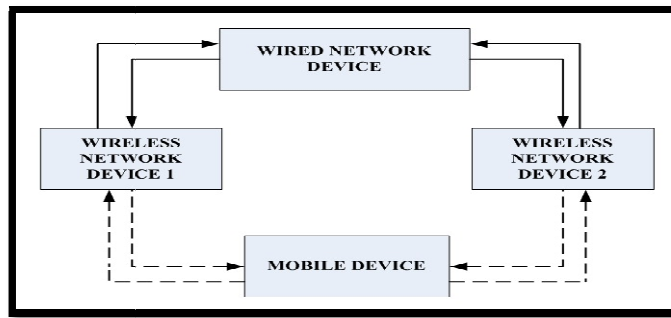 WIRED NETWORK
DEVICE
WIRELESS
NETWORK
DEVICE 1
WIRELESS
NETWORK
DEVICE 2
MOBILE DEVICE